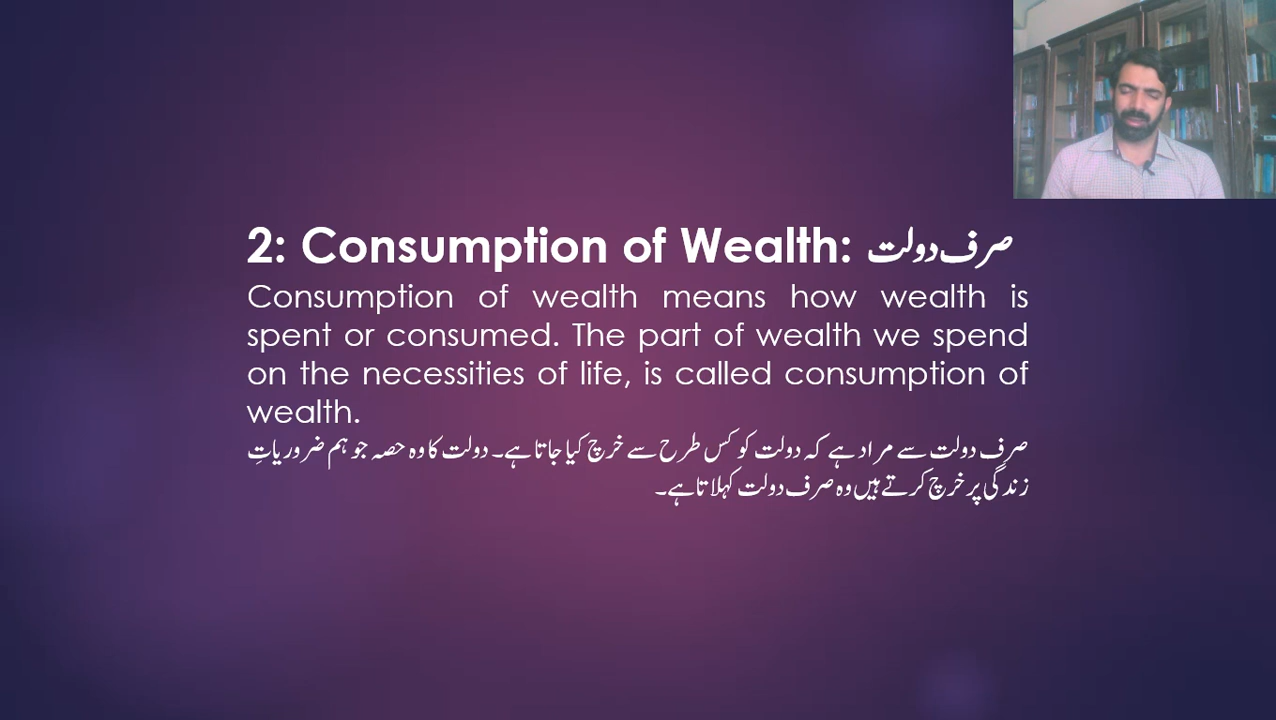 2: Consumption of Wealth: صرف دولت
Consumption of wealth means how wealth is
spent or consumed. The part of wealth we spend
on the necessities of life, is called consumption of
wealth.
صرفِ دولت سے مراد ہے کہ دولت کو کس طرح سے خرچ کیا جاتا ہے۔ دولت کا وہ حصہ جو ہم ضروریاتِ
زندگی پر خرچ کرتے ہیں وہ صرف دولت کہلاتا ہے۔